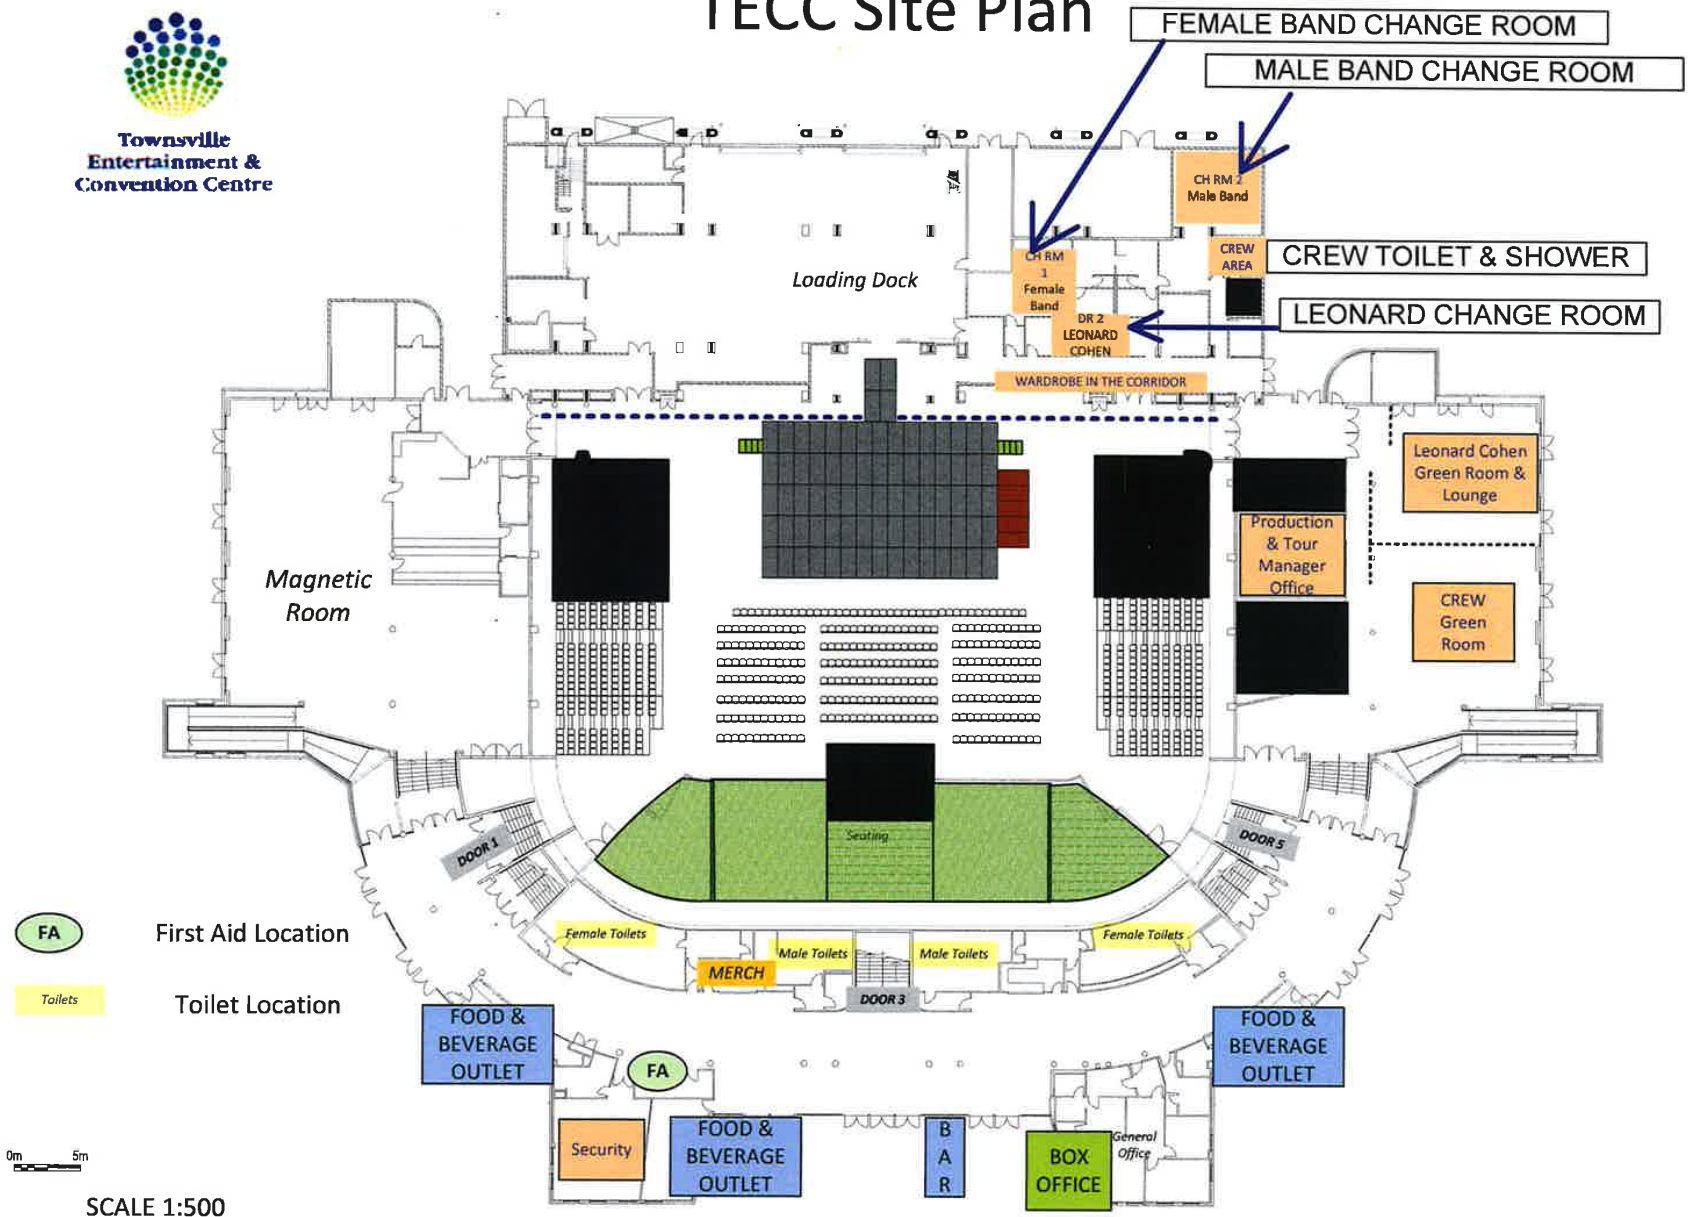 TECC Site Plan
FEMALE BAND CHANGE ROOM
MALE BAND CHANGE ROOM
Townsville
Entertainment &
Convention Centre
CH RM 2
Male Band
CREW
AREA
CREW TOILET & SHOWER
CH RM
1
Female
Band
Loading Dock
DR 2
LEONARD
COHEN
LEONARD CHANGE ROOM
WARDROBE IN THE CORRIDOR
Leonard Cohen
Green Room &
Lounge
Production
& Tour
Manager
Office
Magnetic
Room
CREW
Green
Room
Seating
DOOR 1
DOOR 5
FA
First Aid Location
Female Toilets
Male Toilets
Male Toilets
Female Toilets
MERCH
DOOR 3
Toilets
Toilet Location
FOOD &
BEVERAGE
OUTLET
FOOD &
BEVERAGE
OUTLET
FA
Security
FOOD &
BEVERAGE
OUTLET
B
A
R
BOX
OFFICE
General
Office
0m 5m
SCALE 1:500